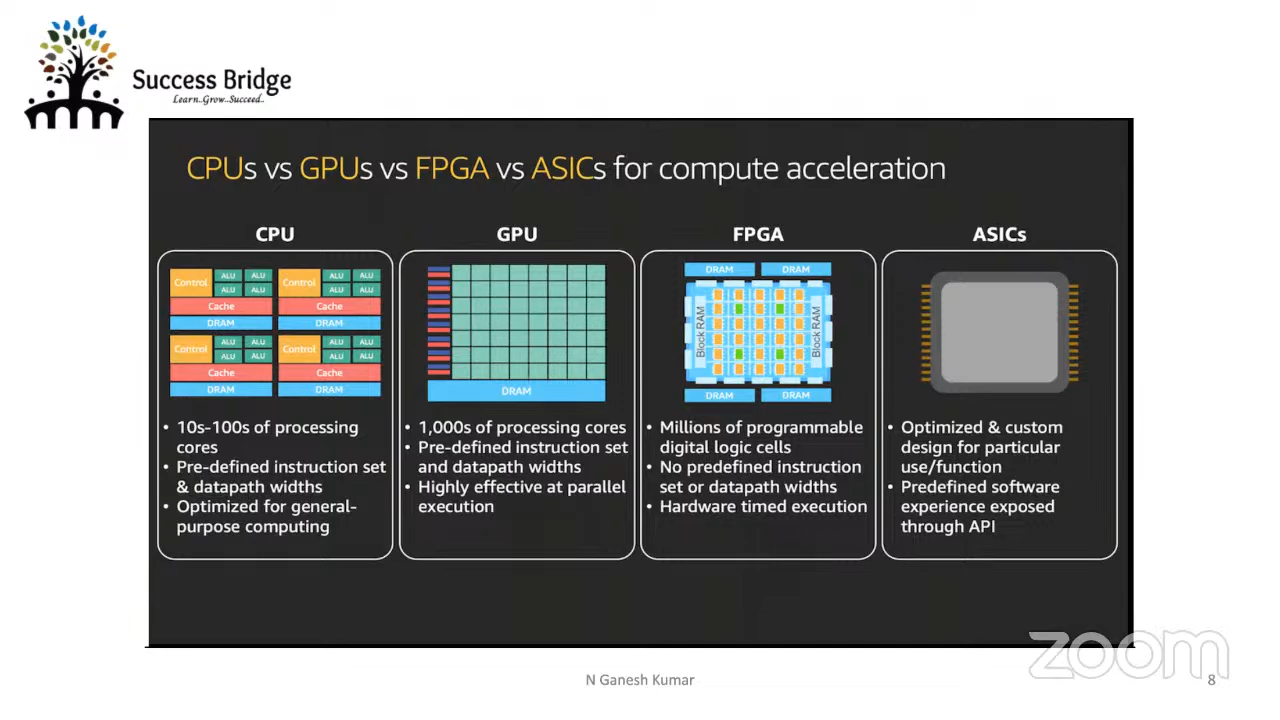 Success Bridge
Learn..Grow..Succeed..
CPUs vs GPUs vs FPGA vs ASICs for compute acceleration
CPU
Control
ALU
ALU
ALU
ALU
Cache
DRAM
Control
ALU
ALU
ALU
ALU
Cache
DRAM
Control
ALU
ALU
ALU
ALU
Cache
DRAM
Control
ALU
ALU
ALU
ALU
Cache
DRAM
• 10s-100s of processing
cores
• Pre-defined instruction set
& datapath widths
• Optimized for general-
purpose computing
GPU
DRAM
• 1,000s of processing cores
• Pre-defined instruction set
and datapath widths
• Highly effective at parallel
execution
FPGA
DRAM
DRAM
Block RAM
Block RAM
DRAM
DRAM
• Millions of programmable
digital logic cells
• No predefined instruction
set or datapath widths
• Hardware timed execution
ASICs
• Optimized & custom
design for particular
use/function
• Predefined software
experience exposed
through API
zoom
N Ganesh Kumar
8